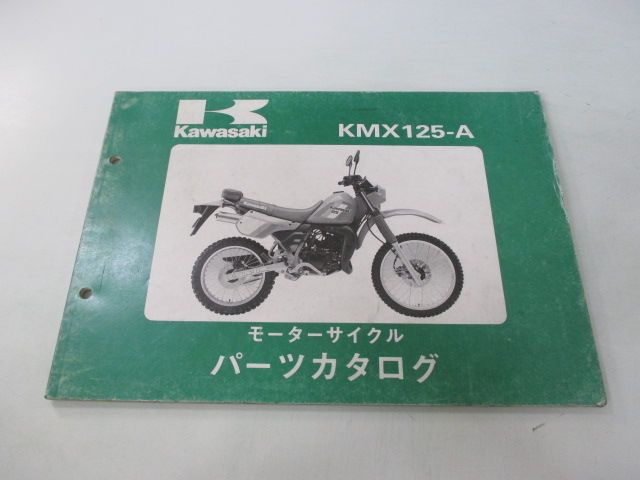 Kawasaki
KMX125-A
モーターサイクル
パーツカタログ